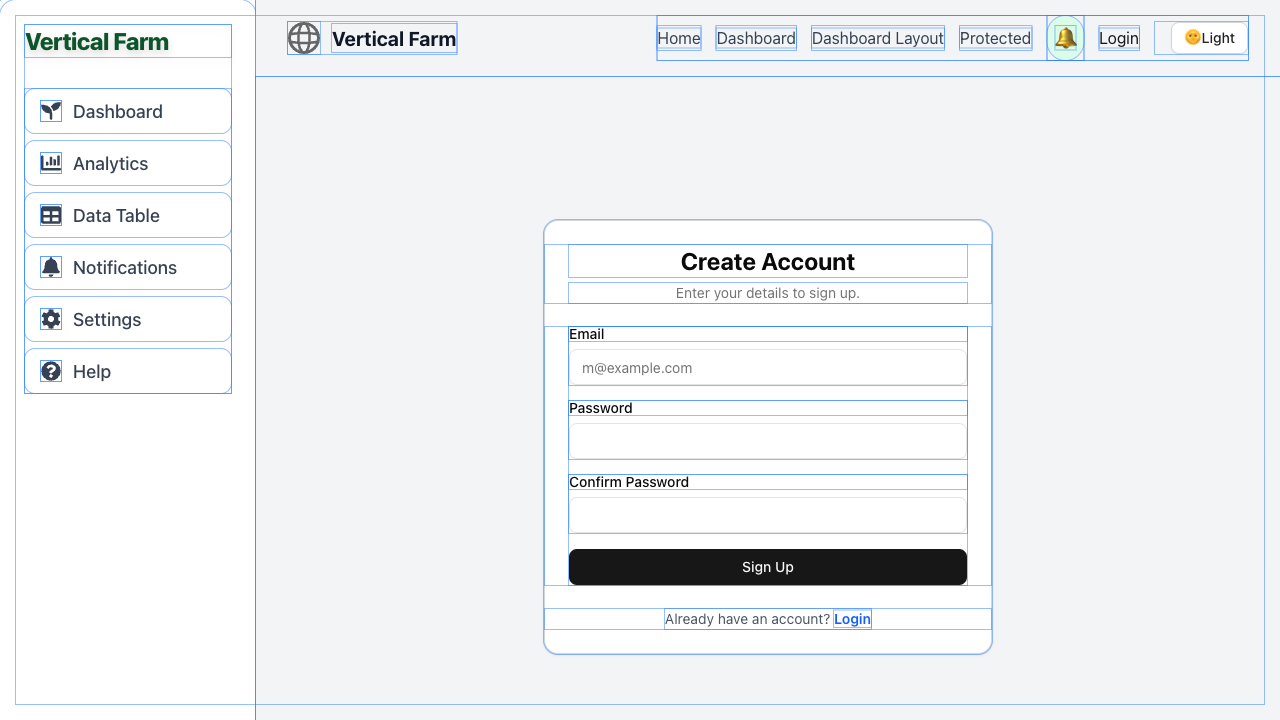 Vertical Farm
Dashboard
Analytics
Data Table
Notifications
Settings
Help
Vertical Farm
Home
Dashboard
Dashboard Layout
Protected
Login
Light
Create Account
Enter your details to sign up.
Email
m@example.com
Password
Confirm Password
Sign Up
Already have an account? Login